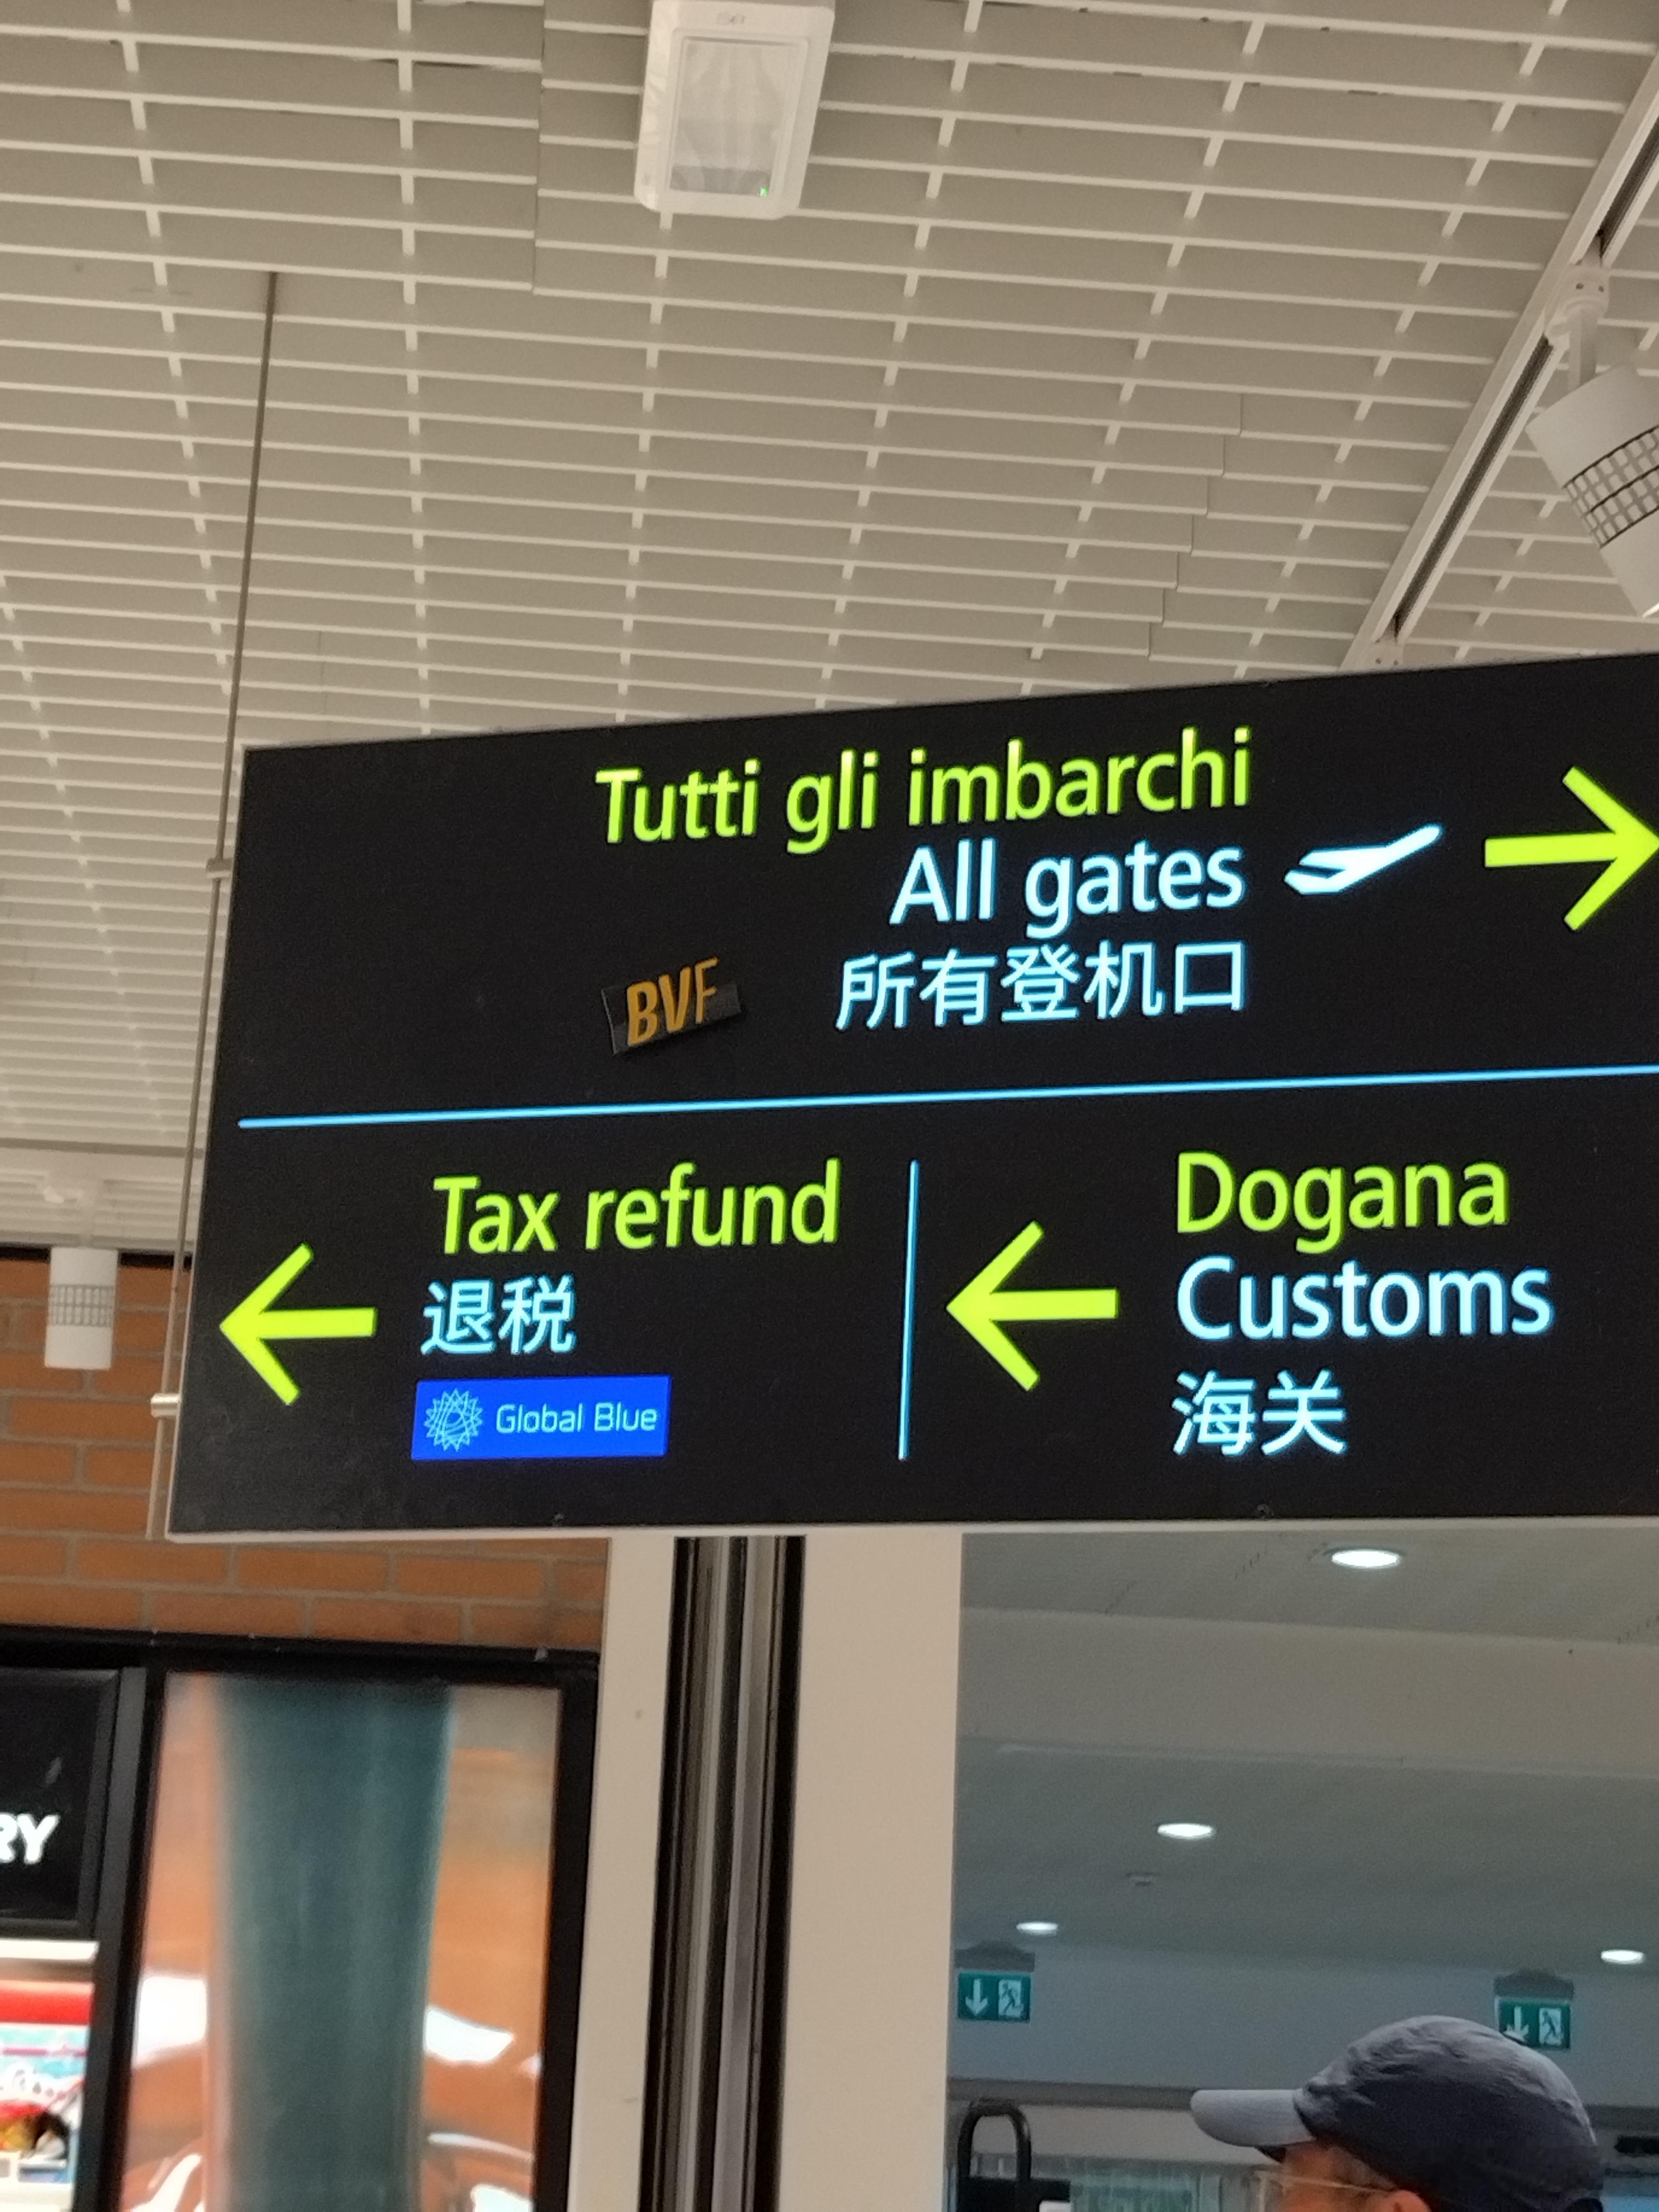 Tutti gli imbarchi
All gates
所有登机口
BVF
Tax refund
退税
Global Blue
Dogana
Customs
海关
RY